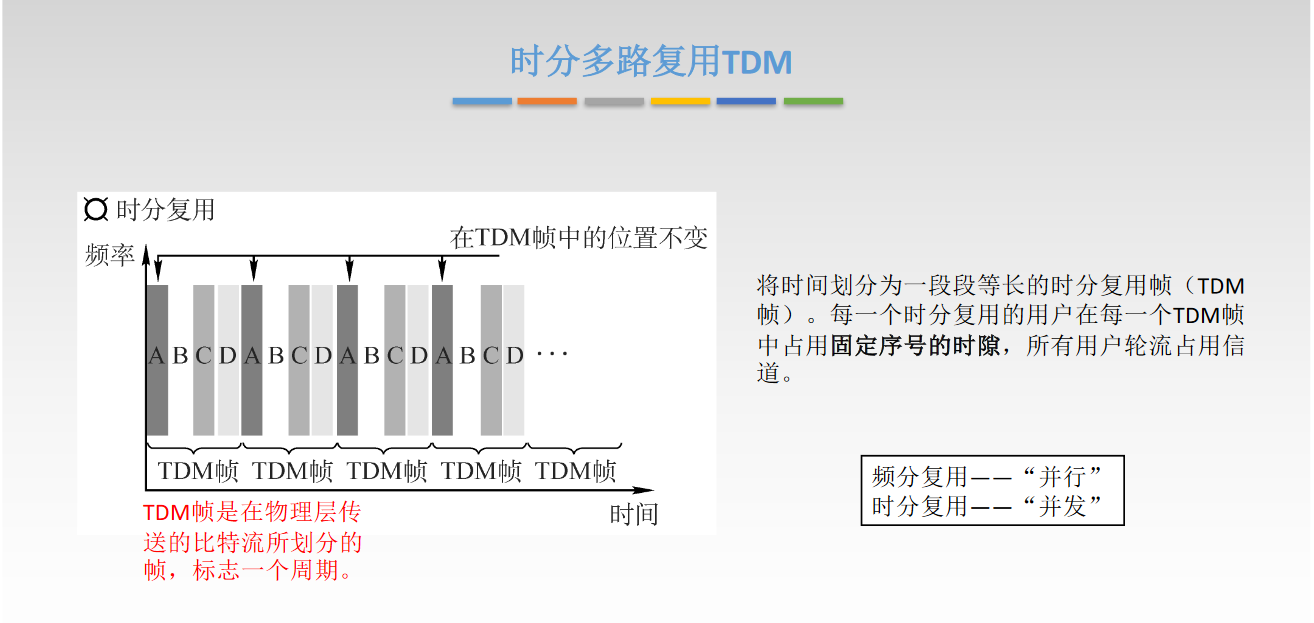 时分多路复用TDM
时分复用
在TDM帧中的位置不变
频率
A B C D A B C D A B C D A B C D ···
TDM帧 TDM帧 TDM帧 TDM帧 TDM帧
时间
TDM帧是在物理层传
送的比特流所划分的
帧，标志一个周期。
将时间划分为一段段等长的时分复用帧（TDM
帧）。每一个时分复用的用户在每一个TDM帧
中占用固定序号的时隙，所有用户轮流占用信
道。
频分复用——“并行”
时分复用——“并发”